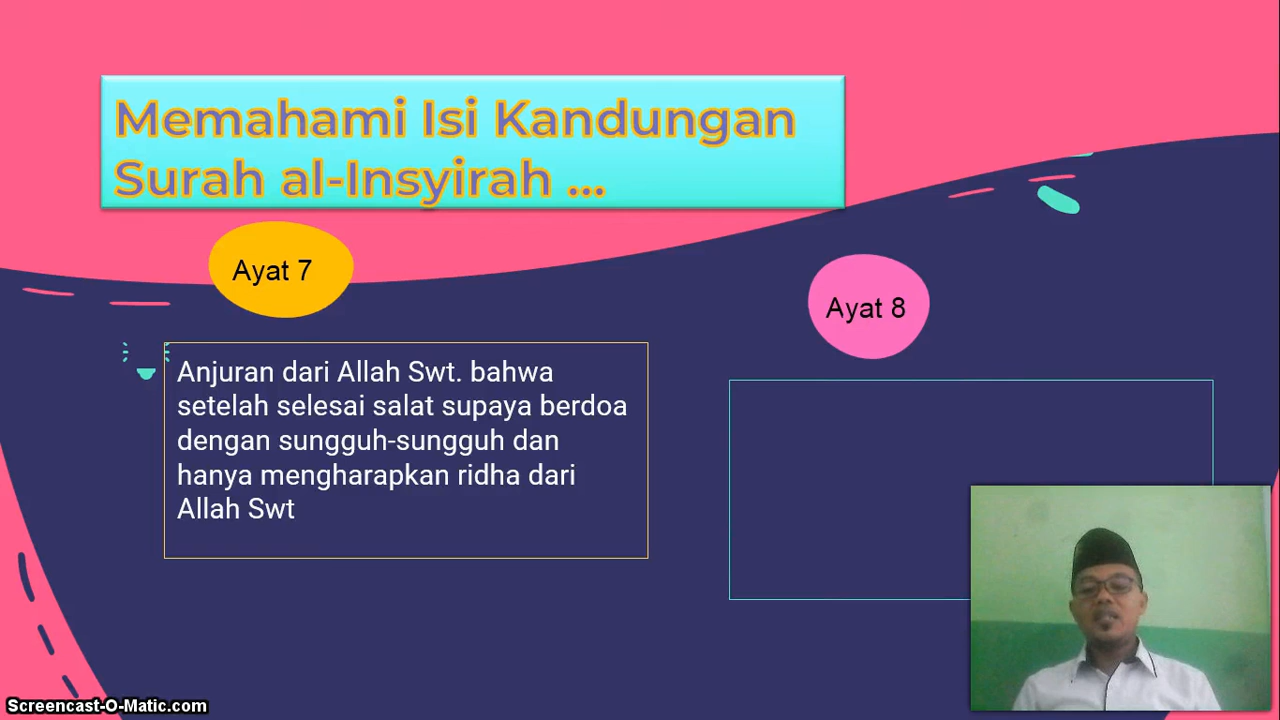 Memahami Isi Kandungan
Surah al-Insyirah ...
Ayat 7
Anjuran dari Allah Swt. bahwa
setelah selesai salat supaya berdoa
dengan sungguh-sungguh dan
hanya mengharapkan ridha dari
Allah Swt
Ayat 8
Screencast-O-Matic.com